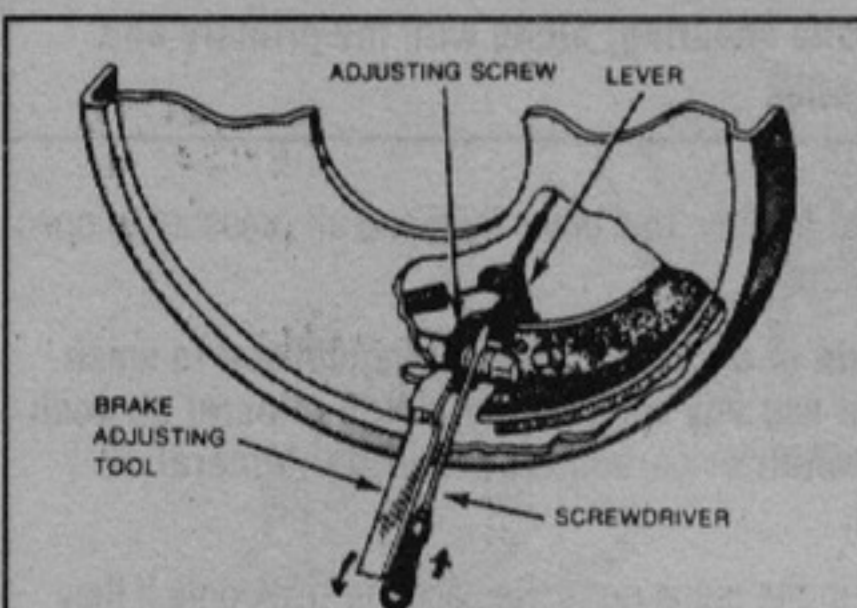 ADJUSTING SCREW
LEVER
BRAKE
ADJUSTING
TOOL
SCREWDRIVER